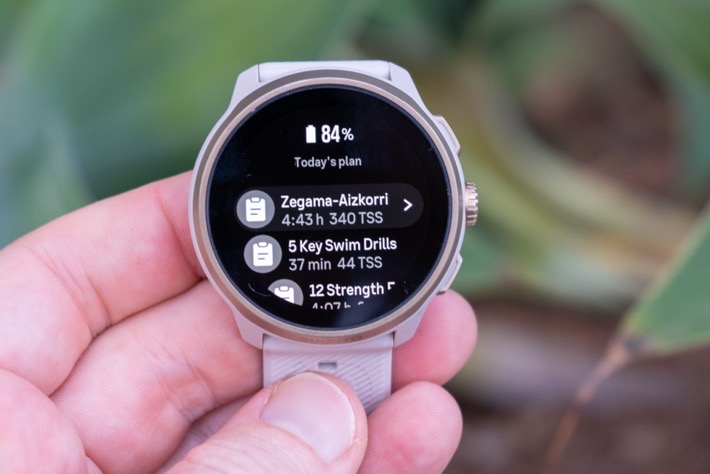 84%
Today's plan
Zegama-Aizkorri
4:43 h 340 TSS
5 Key Swim Drills
37 min 44 TSS
12 Strength